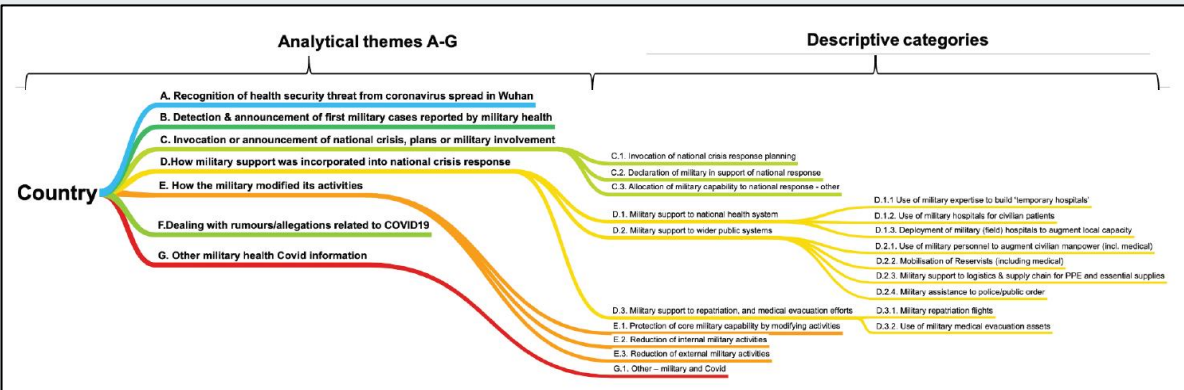 Analytical themes A-G
Descriptive categories
Country
A. Recognition of health security threat from coronavirus spread in Wuhan
B. Detection & announcement of first military cases reported by military health
C. Invocation or announcement of national crisis, plans or military involvement
D.How military support was incorporated into national crisis response
E. How the military modified its activities
F.Dealing with rumours/allegations related to COVID19
G. Other military health Covid information
C.1. Invocation of national crisis response planning
C.2. Declaration of military in support of national response
C.3. Allocation of military capability to national response - other
D.1. Military support to national health system
D.2. Military support to wider public systems
D.1.1 Use of military expertise to build 'temporary hospitals'
D.1.2. Use of military hospitals for civilian patients
D.1.3. Deployment of military (field) hospitals to augment local capacity
D.2.1. Use of military personnel to augment civilian manpower (incl. medical)
D.2.2. Mobilisation of Reservists (including medical)
D.2.3. Military support to logistics & supply chain for PPE and essential supplies
D.2.4. Military assistance to police/public order
D.3. Military support to repatriation, and medical evacuation efforts
D.3.1. Military repatriation flights
D.3.2. Use of military medical evacuation assets
E.1. Protection of core military capability by modifying activities
E.2. Reduction of internal military activities
E.3. Reduction of external military activities
G.1. Other – military and Covid